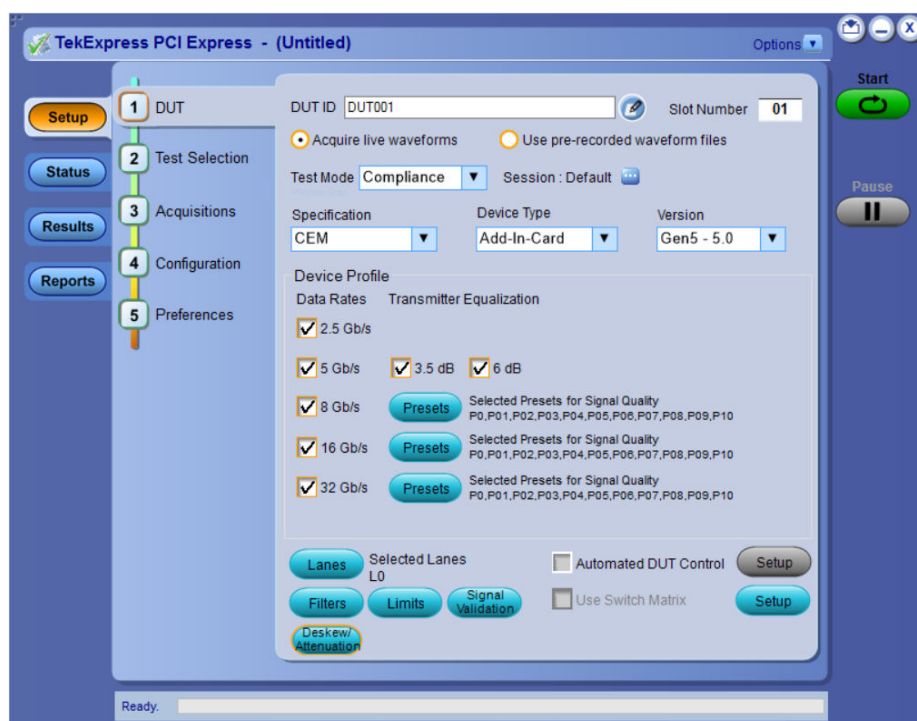 TekExpress PCI Express - (Untitled)
Options
X
Start
Pause
Setup
Status
Results
Reports
1 DUT
2 Test Selection
3 Acquisitions
4 Configuration
5 Preferences
DUT ID DUT001 Slot Number 01
Acquire live waveforms Use pre-recorded waveform files
Test Mode Compliance Session : Default ...
Specification Device Type Version
CEM Add-In-Card Gen5 - 5.0
Device Profile
Data Rates Transmitter Equalization
2.5 Gb/s
5 Gb/s 3.5 dB 6 dB
8 Gb/s Presets Selected Presets for Signal Quality
P0,P01,P02,P03,P04,P05,P06,P07,P08,P09,P10
16 Gb/s Presets Selected Presets for Signal Quality
P0,P01,P02,P03,P04,P05,P06,P07,P08,P09,P10
32 Gb/s Presets Selected Presets for Signal Quality
P0,P01,P02,P03,P04,P05,P06,P07,P08,P09,P10
Lanes Selected Lanes
L0
Automated DUT Control Setup
Filters Limits Signal
Validation
Use Switch Matrix Setup
Deskew/
Attenuation
Ready.